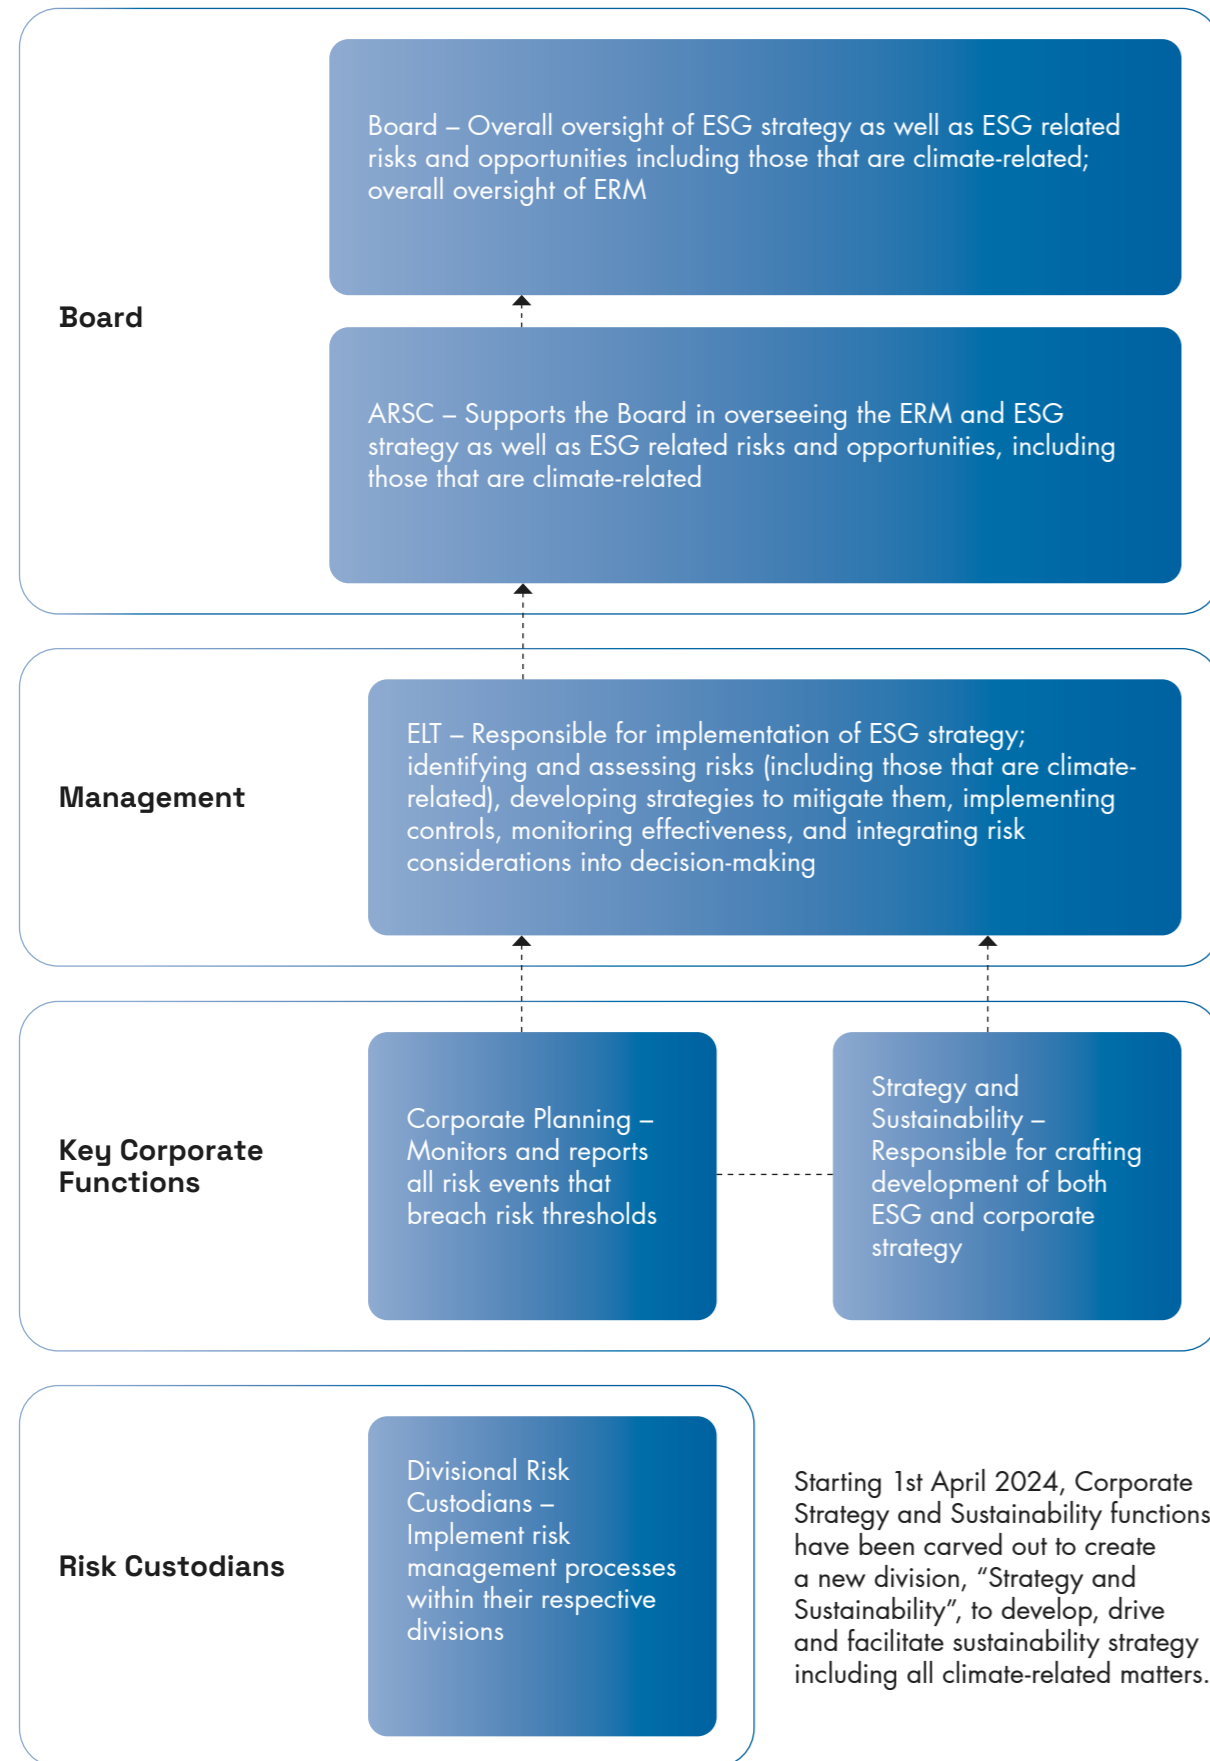 Board
Board – Overall oversight of ESG strategy as well as ESG related
risks and opportunities including those that are climate-related;
overall oversight of ERM
ARSC – Supports the Board in overseeing the ERM and ESG
strategy as well as ESG related risks and opportunities, including
those that are climate-related
Management
ELT – Responsible for implementation of ESG strategy;
identifying and assessing risks (including those that are climate-
related), developing strategies to mitigate them, implementing
controls, monitoring effectiveness, and integrating risk
considerations into decision-making
Key Corporate
Functions
Corporate Planning –
Monitors and reports
all risk events that
breach risk thresholds
Strategy and
Sustainability –
Responsible for crafting
development of both
ESG and corporate
strategy
Risk Custodians
Divisional Risk
Custodians –
Implement risk
management processes
within their respective
divisions
Starting 1st April 2024, Corporate
Strategy and Sustainability functions
have been carved out to create
a new division, “Strategy and
Sustainability”, to develop, drive
and facilitate sustainability strategy
including all climate-related matters.